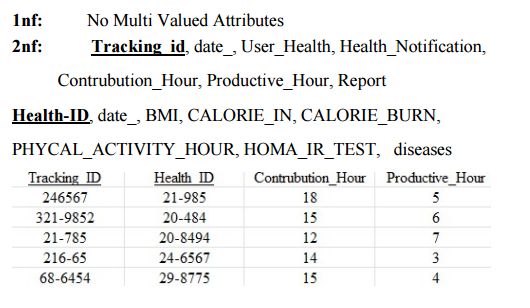 1nf: No Multi Valued Attributes
2nf: Tracking_id, date_, User_Health, Health_Notification,
Contrubution_Hour, Productive_Hour, Report
Health-ID, date_, BMI, CALORIE_IN, CALORIE_BURN,
PHYCAL_ACTIVITY_HOUR, HOMA_IR_TEST, diseases
Tracking_ID Health_ID Contrubution_Hour Productive_Hour
246567 21-985 18 5
321-9852 20-484 15 6
21-785 20-8494 12 7
216-65 24-6567 14 3
68-6454 29-8775 15 4